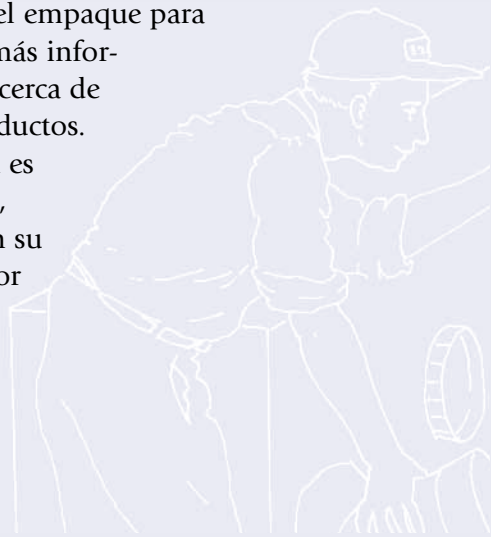 el empaque para
más infor-
cerca de
ductos.
es
,
n su
or